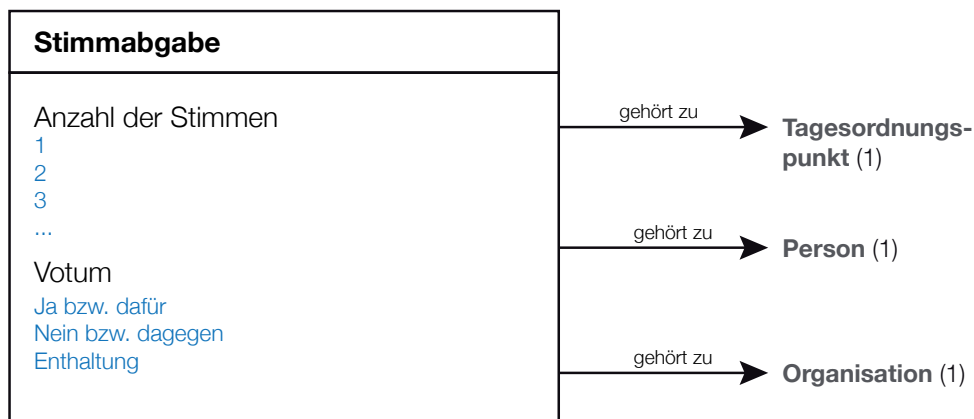 Stimmabgabe
Anzahl der Stimmen
1
2
3
...
Votum
Ja bzw. dafür
Nein bzw. dagegen
Enthaltung
gehört zu
Tagesordnungs-
punkt (1)
gehört zu
Person (1)
gehört zu
Organisation (1)